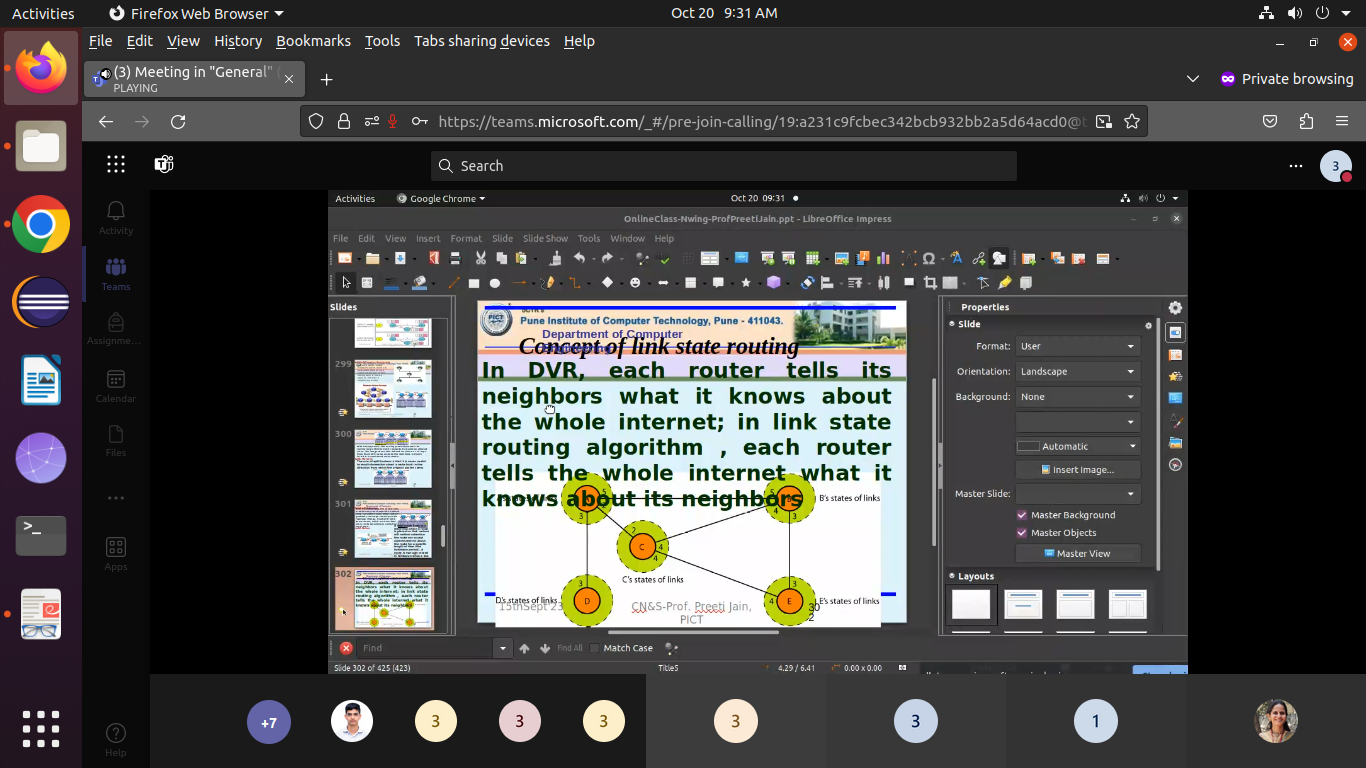 Activities
Firefox Web Browser
Oct 20 9:31 AM
File Edit View History Bookmarks Tools Tabs sharing devices Help
(3) Meeting in "General"
PLAYING
Private browsing
https://teams.microsoft.com/_#/pre-join-calling/19:a231c9fcbec342bcb932bb2a5d64acd0@t
Search
3
Activity
Teams
Assignme...
Calendar
Files
Apps
Help
Activities
Google Chrome
Oct 20 09:31
OnlineClass-Nwing-ProfPreetiJain.ppt - LibreOffice Impress
File Edit View Insert Format Slide Slide Show Tools Window Help
Slides
299
300
301
302
Pune Institute of Computer Technology, Pune - 411043.
Department of Computer
Concept of link state routing
In DVR, each router tells its
neighbors what it knows about
the whole internet; in link state
routing algorithm , each router
tells the whole internet what it
knows about its neighbors
B's states of links
C
C's states of links
D
D's states of links
E
E's states of links
15thSept 23
CN&S-Prof. Preeti Jain,
PICT
30
2
Properties
Slide
Format: User
Orientation: Landscape
Background: None
Automatic
Insert Image...
Master Slide:
Master Background
Master Objects
Master View
Layouts
Find
Find All
Match Case
Slide 302 of 425 (423)
Title5
4.29 / 6.41
0.00 x 0.00
+7
3
3
3
3
3
1